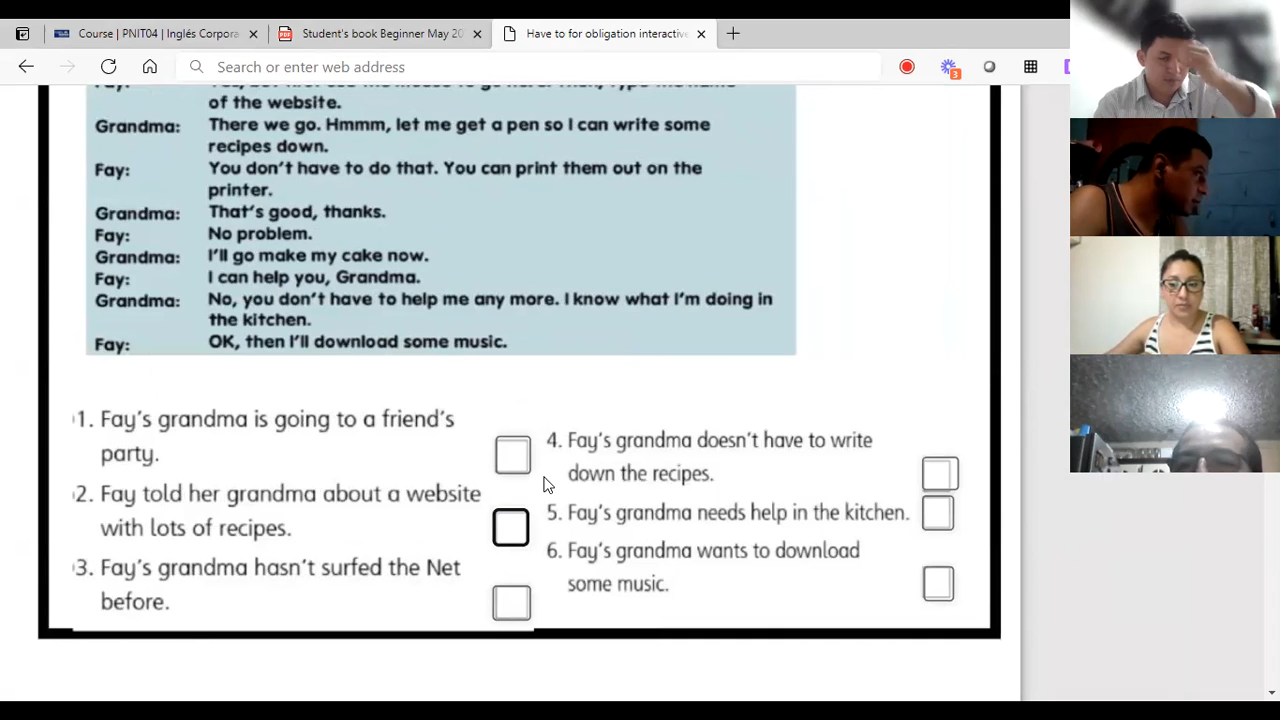 Course | PNIT04 | Inglés Corpora
Student's book Beginner May 20
Have to for obligation interactive
Search or enter web address
3
of the website.
Grandma: There we go. Hmmm, let me get a pen so I can write some
recipes down.
Fay: You don't have to do that. You can print them out on the
printer.
Grandma: That's good, thanks.
Fay: No problem.
Grandma: I'll go make my cake now.
Fay: I can help you, Grandma.
Grandma: No, you don't have to help me any more. I know what I'm doing in
the kitchen.
Fay: OK, then I'll download some music.
1. Fay's grandma is going to a friend's
party.
2. Fay told her grandma about a website
with lots of recipes.
3. Fay's grandma hasn't surfed the Net
before.
4. Fay's grandma doesn't have to write
down the recipes.
5. Fay's grandma needs help in the kitchen.
6. Fay's grandma wants to download
some music.